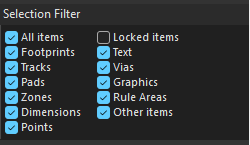 Selection Filter
All items
Locked items
Footprints
Text
Tracks
Vias
Pads
Graphics
Zones
Rule Areas
Dimensions
Other items
Points